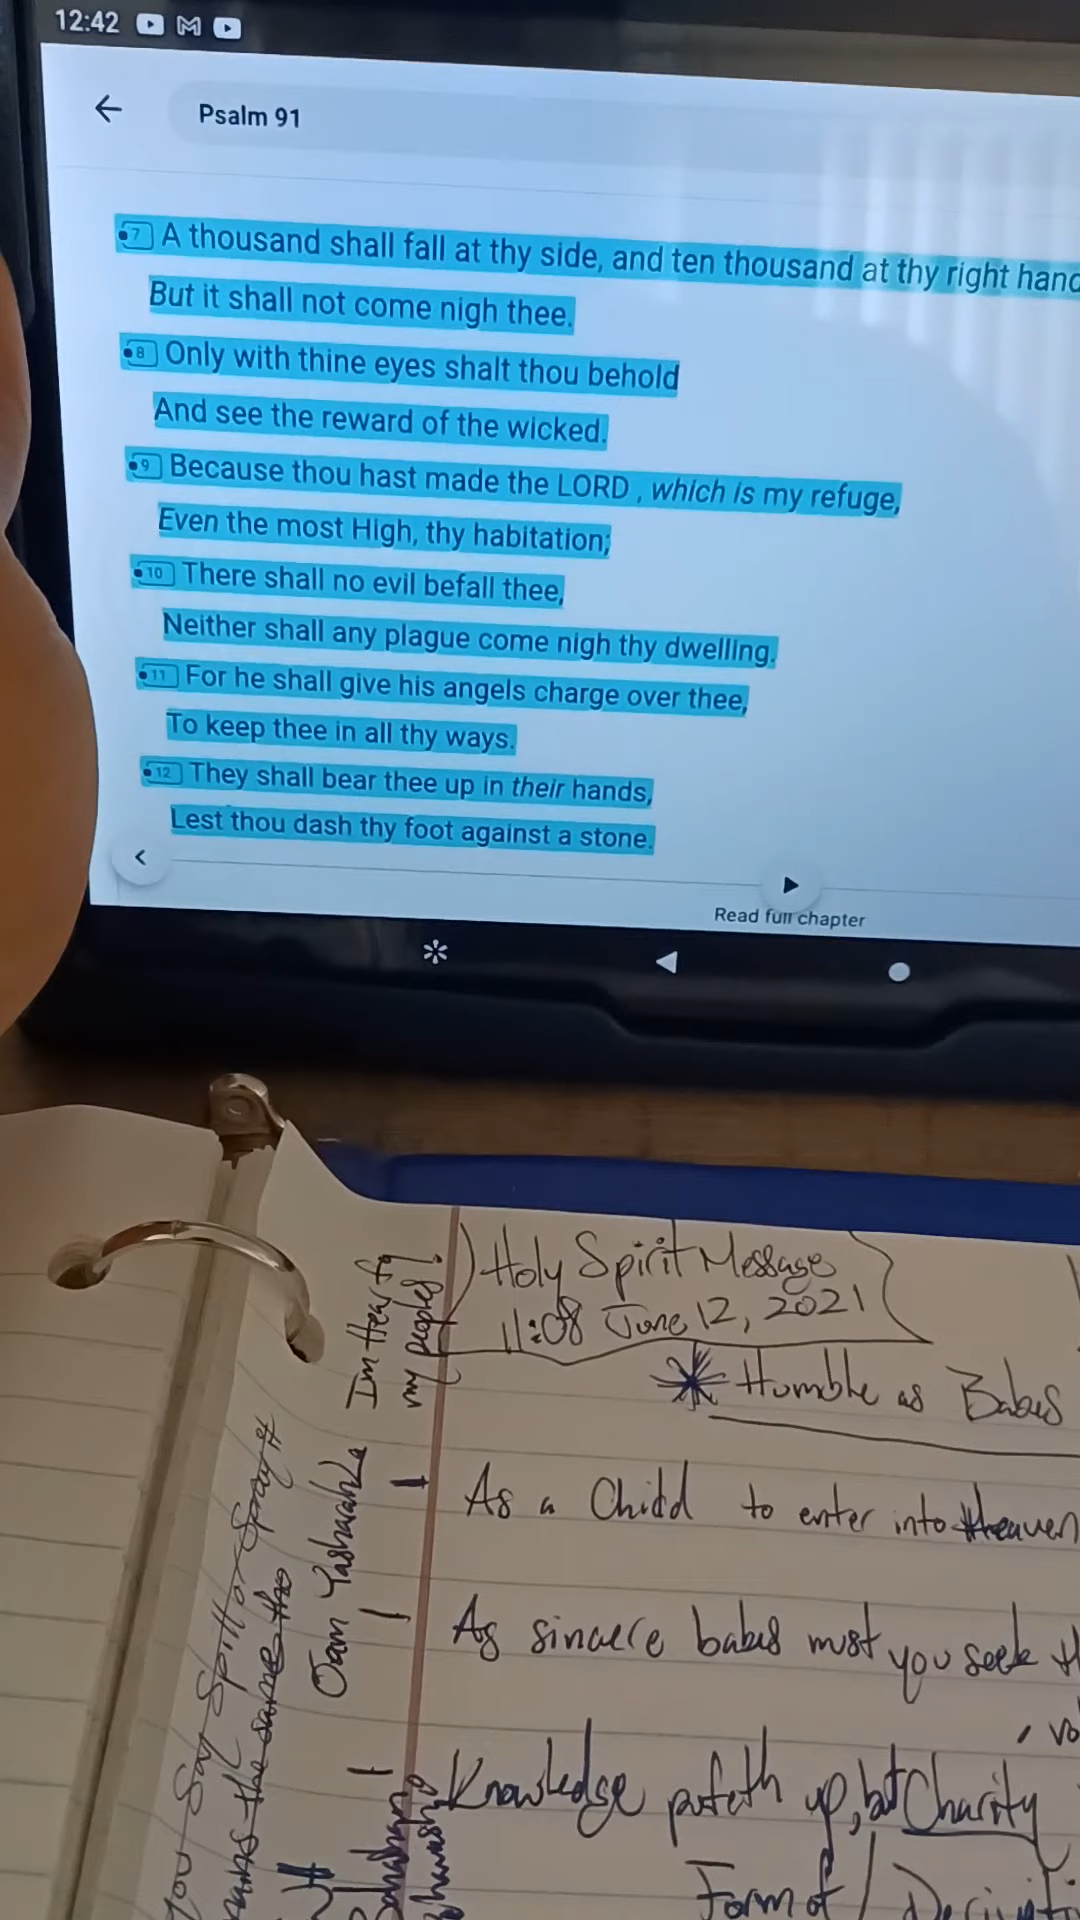 12:42
Psalm 91
7 A thousand shall fall at thy side, and ten thousand at thy right hand
But it shall not come nigh thee.
8 Only with thine eyes shalt thou behold
And see the reward of the wicked.
9 Because thou hast made the LORD , which is my refuge,
Even the most High, thy habitation;
10 There shall no evil befall thee,
Neither shall any plague come nigh thy dwelling.
11 For he shall give his angels charge over thee,
To keep thee in all thy ways.
12 They shall bear thee up in their hands,
Lest thou dash thy foot against a stone.
Read full chapter
Holy Spirit Message
11:08 June 12, 2021
Humble as Babes
As a Child to enter into Heaven
As sincere babes must you seek
Knowledge pufeth up, but Charity
Form of
my peoples!
the same